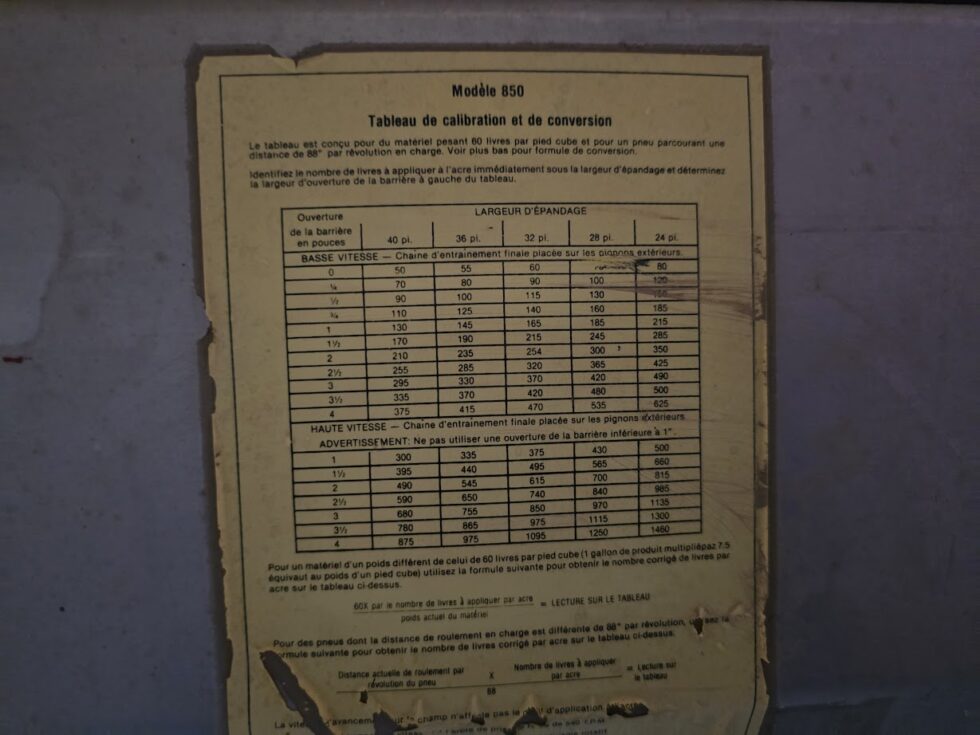 Modèle 850
Tableau de calibration et de conversion
Le tableau est conçu pour du matériel pesant 60 livres par pied cube et pour un pneu parcourant une
distance de 88" par révolution en charge. Voir plus bas pour formule de conversion.
Identifiez le nombre de livres à appliquer à l'acre immédiatement sous la largeur d'épandage et déterminez
la largeur d'ouverture de la barrière à gauche du tableau.
Ouverture de la barrière en pouces
LARGEUR D'ÉPANDAGE
40 pi. 36 pi. 32 pi. 28 pi. 24 pi.
BASSE VITESSE — Chaine d'entrainement finale placée sur les pignons extérieurs.
0 50 55 60 80
¼ 70 80 90 100 120
½ 90 100 115 130
¾ 110 125 140 160 185
1 130 145 165 185 215
1½ 170 190 215 245 285
2 210 235 254 300 350
2½ 255 285 320 365 425
3 295 330 370 420 490
3½ 335 370 420 480 500
4 375 415 470 535 625
HAUTE VITESSE — Chaine d'entrainement finale placée sur les pignons extérieurs
ADVERTISSEMENT: Ne pas utiliser une ouverture de la barrière inférieure à 1".
1 300 335 375 430 500
1½ 395 440 495 565 660
2 490 545 615 700 815
2½ 590 650 740 840 985
3 680 755 850 970 1135
3½ 780 865 975 1115 1300
4 875 975 1095 1250 1460
Pour un matériel d'un poids différent de celui de 60 livres par pied cube (1 gallon de produit multipliépaz 7.5
équivaut au poids d'un pied cube) utilisez la formule suivante pour obtenir le nombre corrigé de livres par
acre sur le tableau ci-dessus.
60X par le nombre de livres à appliquer par acre = LECTURE SUR LE TABLEAU
poids actuel du matériel
Pour des pneus dont la distance de roulement en charge est différente de 88" par révolution, la
formule suivante pour obtenir le nombre de livres corrigé par acre sur le tableau ci-dessus.
Distance actuelle de roulement par révolution du pneu X Nombre de livres à appliquer par acre = Lecture sur le tableau
88
La d'avancement le champ pas le d'application